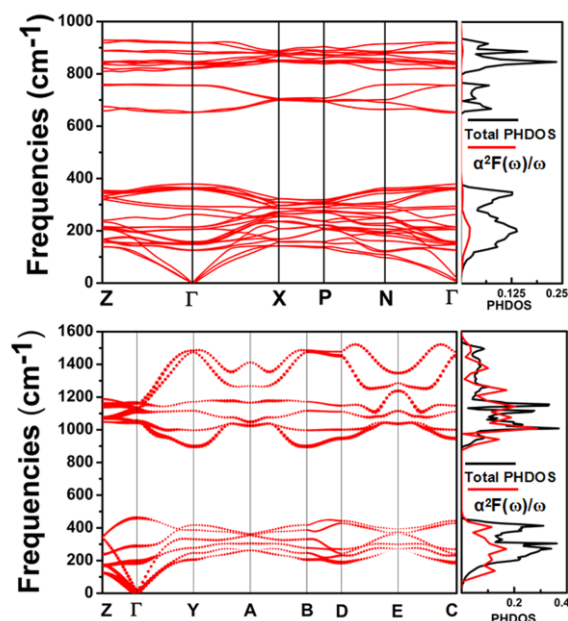 Frequencies (cm-1)
1000
800
600
400
200
0
Z Γ X P N Γ
Total PHDOS
α²F(ω)/ω
0.125 0.25
PHDOS
Frequencies (cm-1)
1600
1400
1200
1000
800
600
400
200
0
Z Γ Y A B D E C
Total PHDOS
α²F(ω)/ω
0.2 0.4
PHDOS